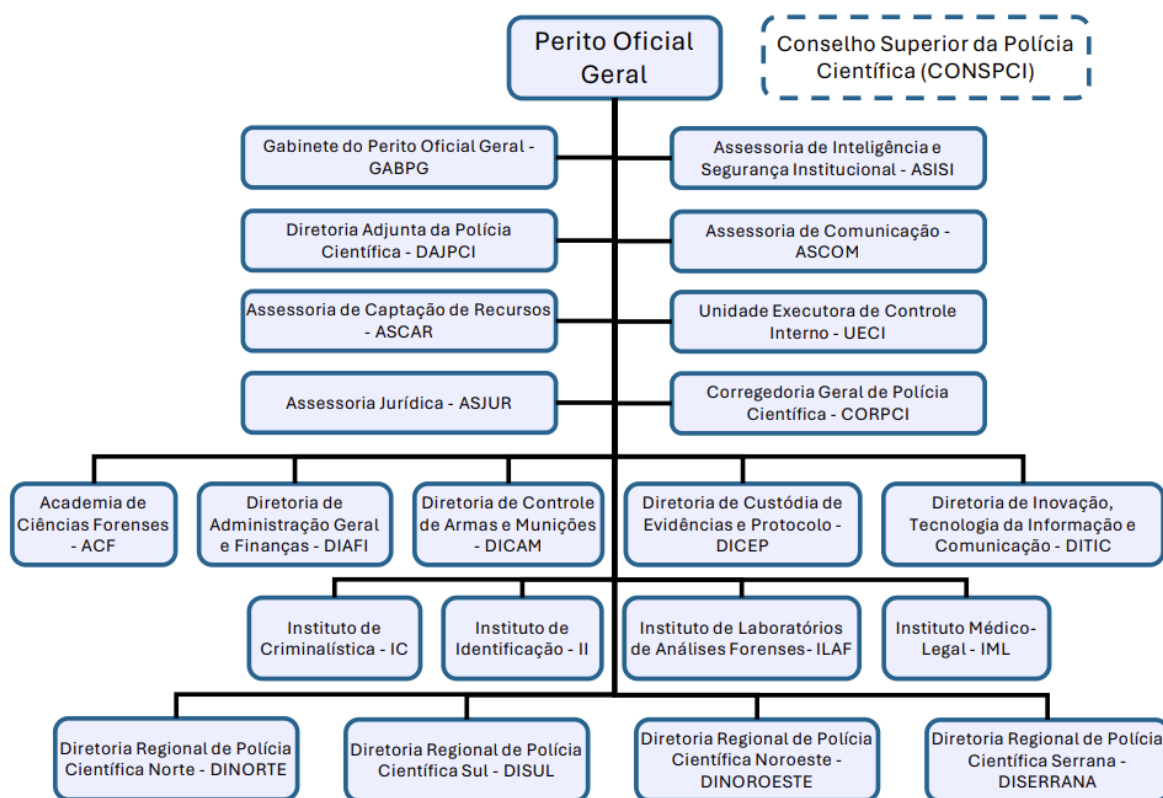 Perito Oficial
Geral
Conselho Superior da Polícia
Científica (CONSPCI)
Gabinete do Perito Oficial Geral -
GABPG
Assessoria de Inteligência e
Segurança Institucional - ASISI
Diretoria Adjunta da Polícia
Científica - DAJPCI
Assessoria de Comunicação -
ASCOM
Assessoria de Captação de Recursos
- ASCAR
Unidade Executora de Controle
Interno - UECI
Assessoria Jurídica - ASJUR
Corregedoria Geral de Polícia
Científica - CORPCI
Academia de
Ciências Forenses
- ACF
Diretoria de
Administração Geral
e Finanças - DIAFI
Diretoria de Controle
de Armas e Munições
- DICAM
Diretoria de Custódia de
Evidências e Protocolo -
DICEP
Diretoria de Inovação,
Tecnologia da Informação e
Comunicação - DITIC
Instituto de
Criminalística - IC
Instituto de
Identificação - II
Instituto de Laboratórios
de Análises Forenses- ILAF
Instituto Médico-
Legal - IML
Diretoria Regional de Polícia
Científica Norte - DINORTE
Diretoria Regional de Polícia
Científica Sul - DISUL
Diretoria Regional de Polícia
Científica Noroeste -
DINOROESTE
Diretoria Regional de Polícia
Científica Serrana -
DISERRANA